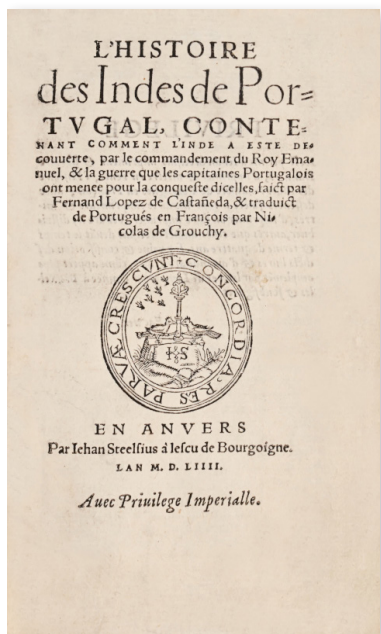 L'HISTOIRE
des Indes de Por=
TVGAL, CONTE=
NANT COMMENT L'INDE A ESTE DE=
couuerte, par le commandement du Roy Ema=
nuel, & la guerre que les capitaines Portugalois
ont menee pour la conqueste dicelles, faict par
Fernand Lopez de Castañeda, & traduict
de Portugués en François par Ni=
colas de Grouchy.
CONCORDIA· RES PARVÆ CRESCVNT·
IHS
EN ANVERS
Par Iehan Steelsius á lescu de Bourgoigne.
LAN M. D. LIIII.
Auec Priuilege Imperialle.